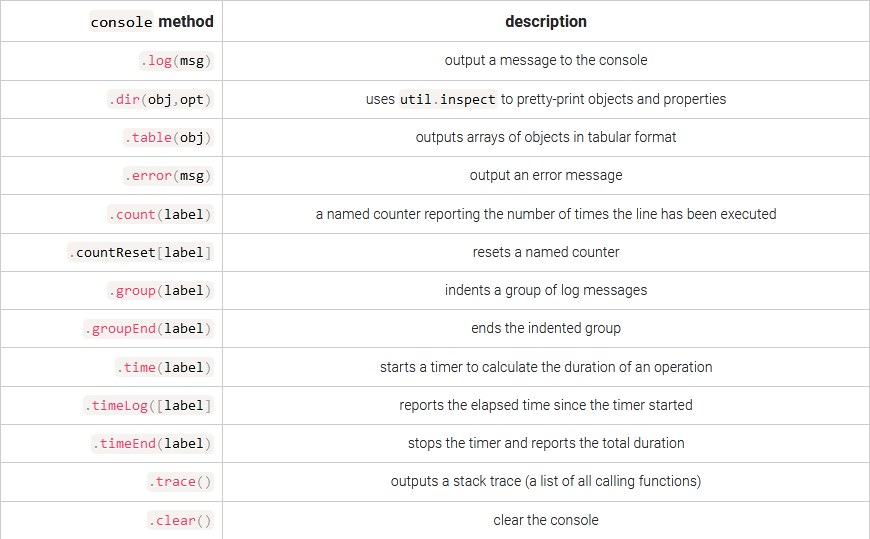 console method description
.log(msg) output a message to the console
.dir(obj,opt) uses util.inspect to pretty-print objects and properties
.table(obj) outputs arrays of objects in tabular format
.error(msg) output an error message
.count(label) a named counter reporting the number of times the line has been executed
.countReset[label] resets a named counter
.group(label) indents a group of log messages
.groupEnd(label) ends the indented group
.time(label) starts a timer to calculate the duration of an operation
.timeLog([label] reports the elapsed time since the timer started
.timeEnd(label) stops the timer and reports the total duration
.trace() outputs a stack trace (a list of all calling functions)
.clear() clear the console